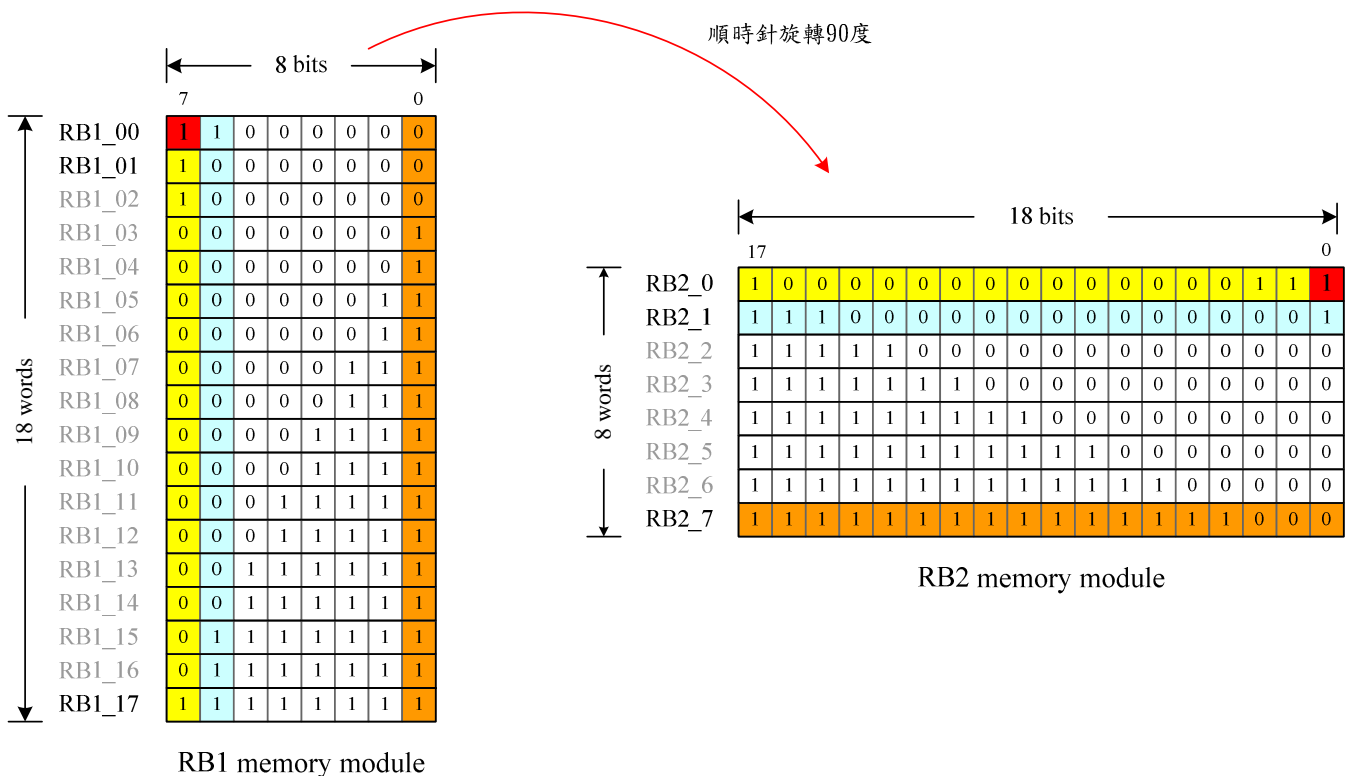 順時針旋轉90度
8 bits
7 0
RB1_00 1 1 0 0 0 0 0 0
RB1_01 1 0 0 0 0 0 0 0
RB1_02 1 0 0 0 0 0 0 0
RB1_03 0 0 0 0 0 0 0 1
RB1_04 0 0 0 0 0 0 0 1
RB1_05 0 0 0 0 0 0 1 1
RB1_06 0 0 0 0 0 0 1 1
RB1_07 0 0 0 0 0 1 1 1
RB1_08 0 0 0 0 0 1 1 1
RB1_09 0 0 0 0 1 1 1 1
RB1_10 0 0 0 0 1 1 1 1
RB1_11 0 0 0 1 1 1 1 1
RB1_12 0 0 0 1 1 1 1 1
RB1_13 0 0 1 1 1 1 1 1
RB1_14 0 0 1 1 1 1 1 1
RB1_15 0 1 1 1 1 1 1 1
RB1_16 0 1 1 1 1 1 1 1
RB1_17 1 1 1 1 1 1 1 1
18 words
RB1 memory module
18 bits
17 0
RB2_0 1 0 0 0 0 0 0 0 0 0 0 0 0 0 0 1 1 1
RB2_1 1 1 1 0 0 0 0 0 0 0 0 0 0 0 0 0 0 1
RB2_2 1 1 1 1 1 0 0 0 0 0 0 0 0 0 0 0 0 0
RB2_3 1 1 1 1 1 1 1 0 0 0 0 0 0 0 0 0 0 0
RB2_4 1 1 1 1 1 1 1 1 1 0 0 0 0 0 0 0 0 0
RB2_5 1 1 1 1 1 1 1 1 1 1 1 0 0 0 0 0 0 0
RB2_6 1 1 1 1 1 1 1 1 1 1 1 1 1 0 0 0 0 0
RB2_7 1 1 1 1 1 1 1 1 1 1 1 1 1 1 1 0 0 0
8 words
RB2 memory module